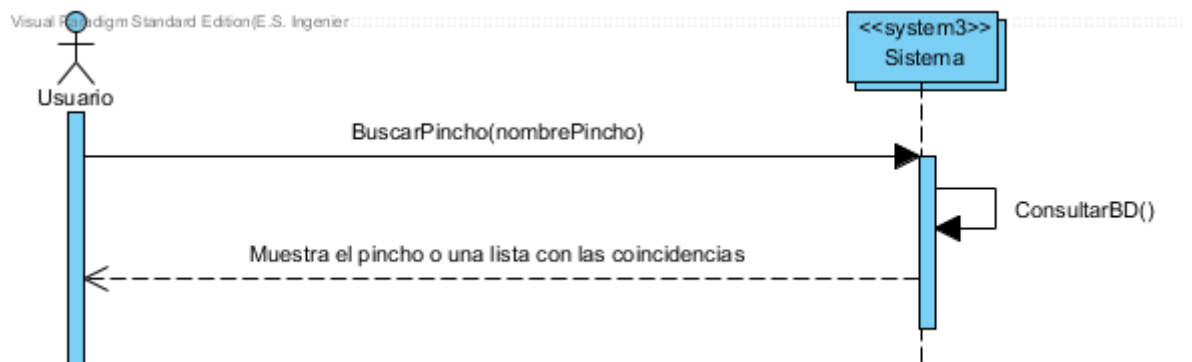 Visual Paradigm Standard Edition(E.S. Ingenier
<<system3>>
Sistema
Usuario
BuscarPincho(nombrePincho)
ConsultarBD()
Muestra el pincho o una lista con las coincidencias